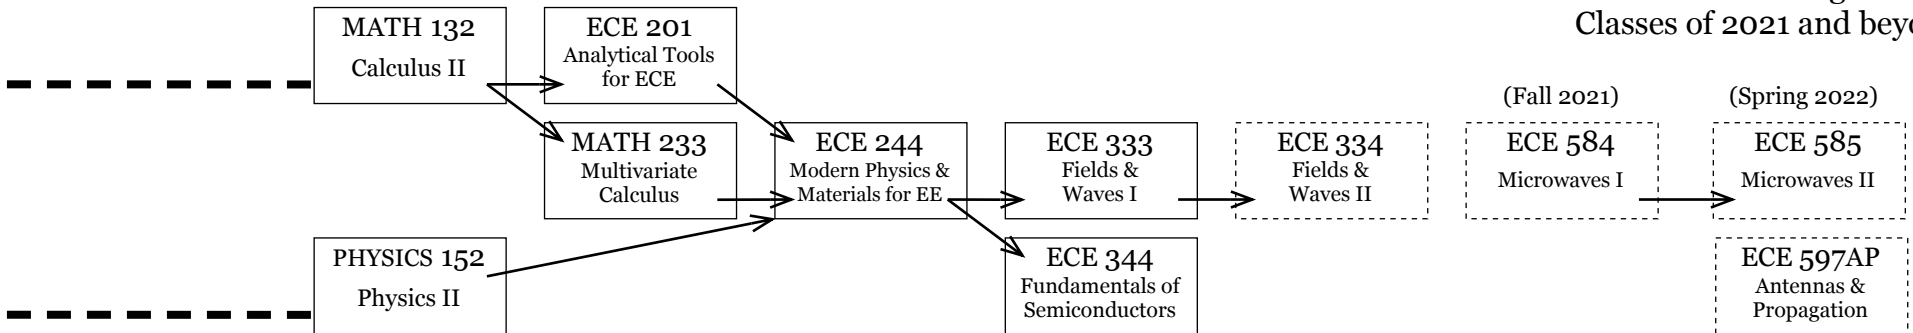 Classes of 2021 and
MATH 132
Calculus II
ECE 201
Analytical Tools
for ECE
(Fall 2021)
(Spring 2022)
MATH 233
Multivariate
Calculus
ECE 244
Modern Physics &
Materials for EE
ECE 333
Fields &
Waves I
ECE 334
Fields &
Waves II
ECE 584
Microwaves I
ECE 585
Microwaves II
PHYSICS 152
Physics II
ECE 344
Fundamentals of
Semiconductors
ECE 597AP
Antennas &
Propagation